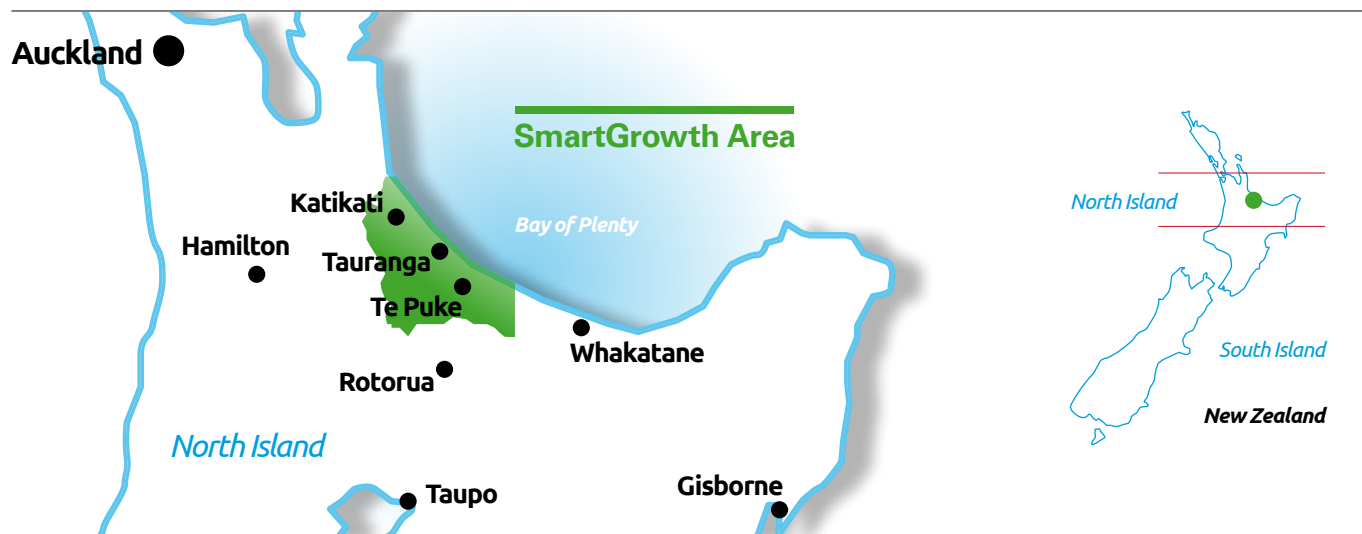 Auckland
SmartGrowth Area
Katikati
Bay of Plenty
Hamilton
Tauranga
Te Puke
Whakatane
Rotorua
North Island
Taupo
Gisborne
North Island
South Island
New Zealand